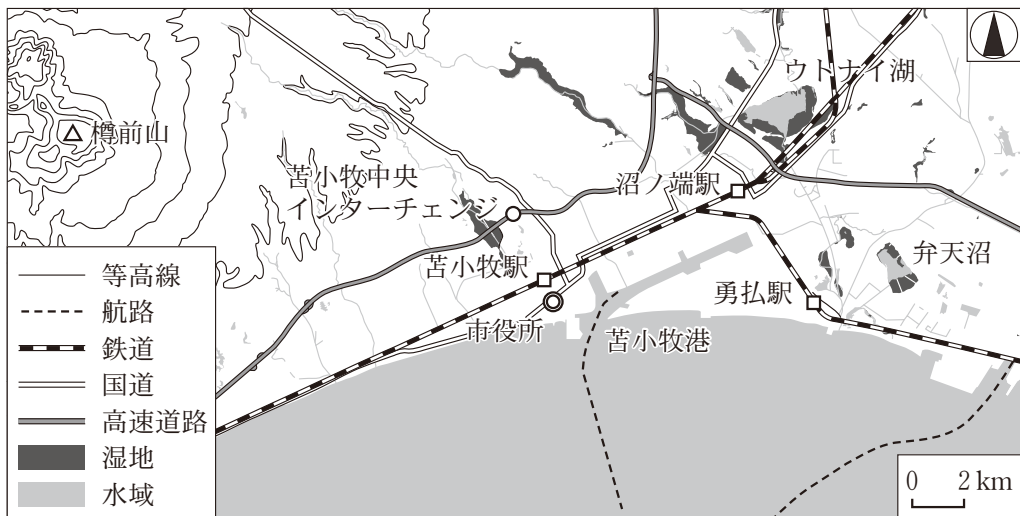 ウトナイ湖
樽前山
苫小牧中央
インターチェンジ
沼ノ端駅
苫小牧駅
弁天沼
勇払駅
市役所
苫小牧港
等高線
航路
鉄道
国道
高速道路
湿地
水域
0 2 km